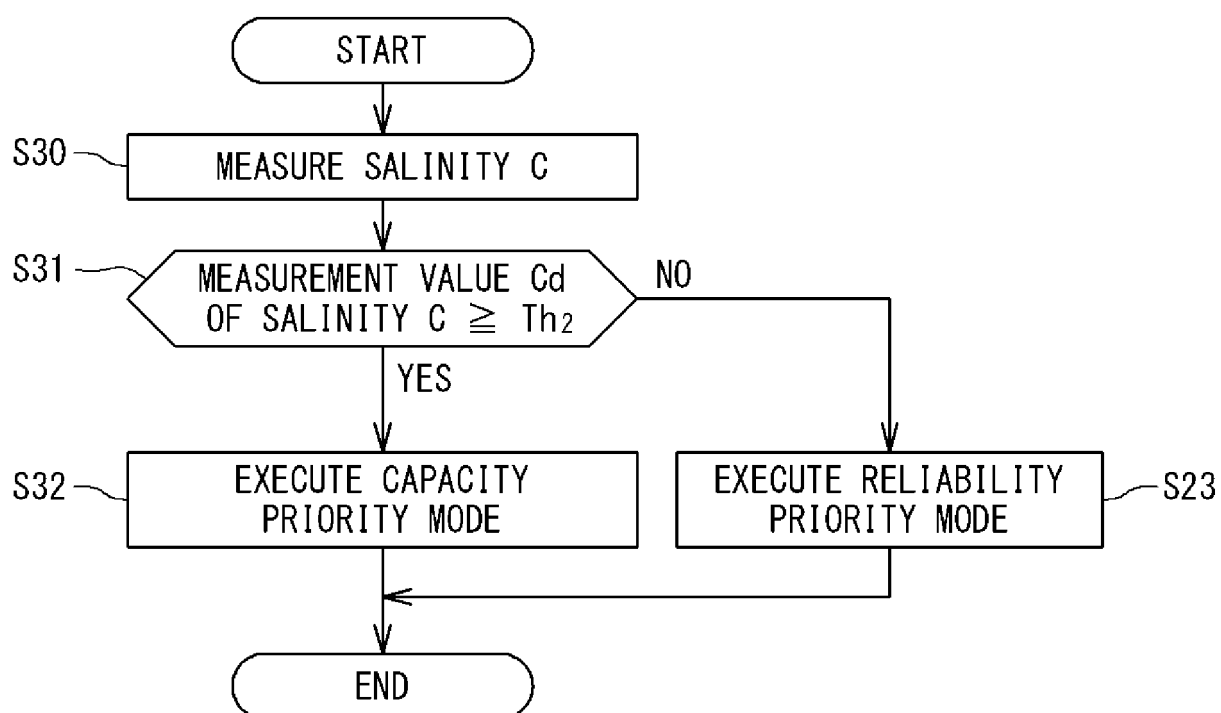 START
S30
MEASURE SALINITY C
S31
MEASUREMENT VALUE Cd
OF SALINITY C ≧ Th₂
NO
YES
S32
EXECUTE CAPACITY
PRIORITY MODE
EXECUTE RELIABILITY
PRIORITY MODE
S23
END